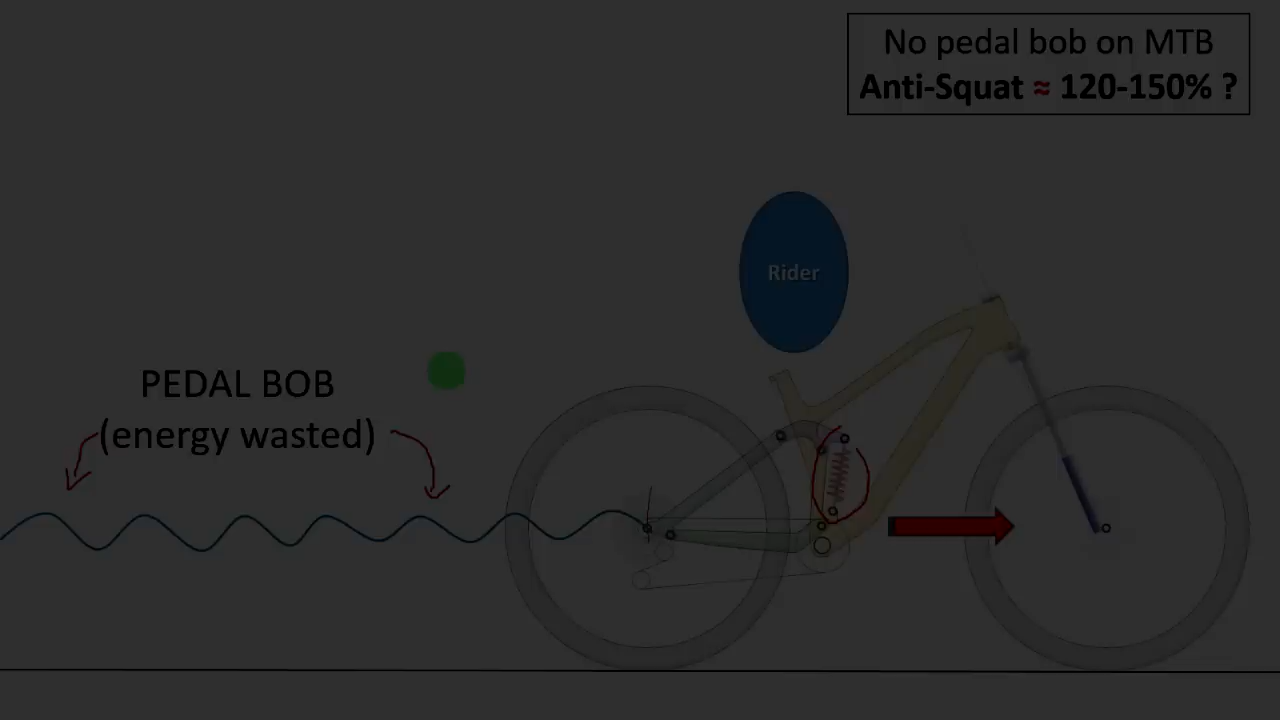 No pedal bob on MTB
Anti-Squat ≈ 120-150% ?
Rider
PEDAL BOB
(energy wasted)